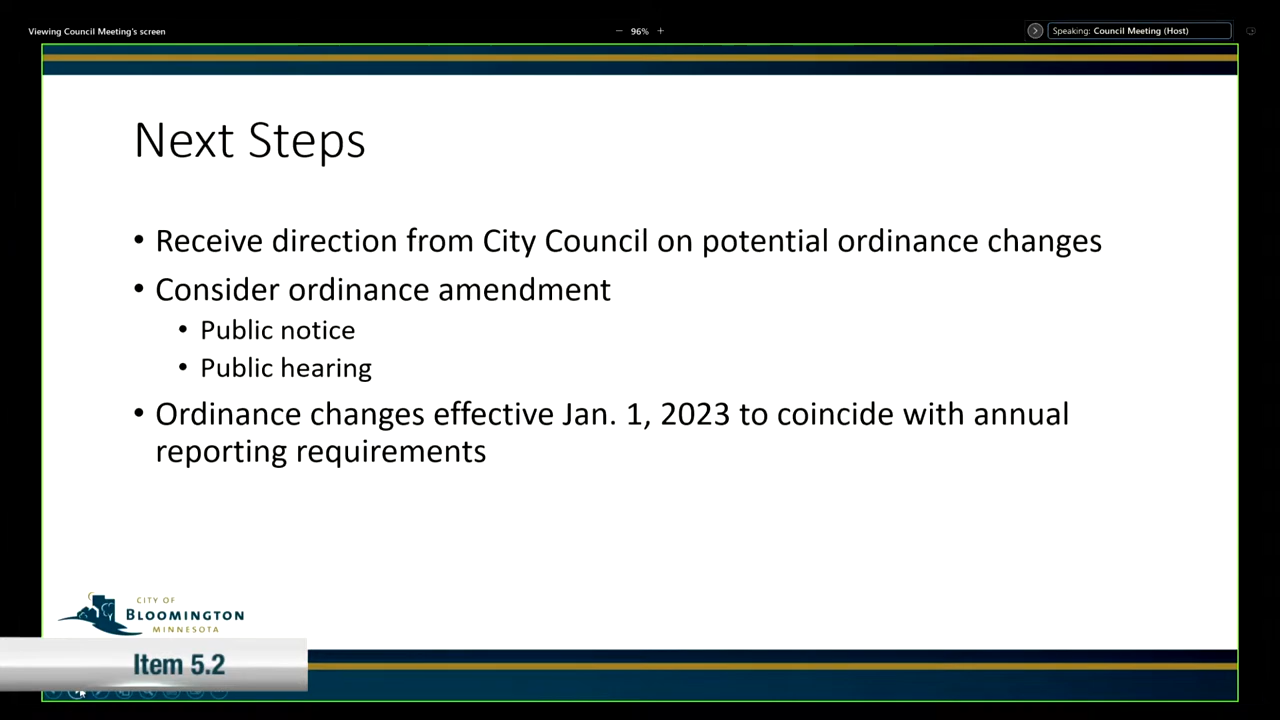 Viewing Council Meeting's screen
− 96% +
Speaking: Council Meeting (Host)
Next Steps
• Receive direction from City Council on potential ordinance changes
• Consider ordinance amendment
• Public notice
• Public hearing
• Ordinance changes effective Jan. 1, 2023 to coincide with annual
reporting requirements
CITY OF
BLOOMINGTON
MINNESOTA
Item 5.2